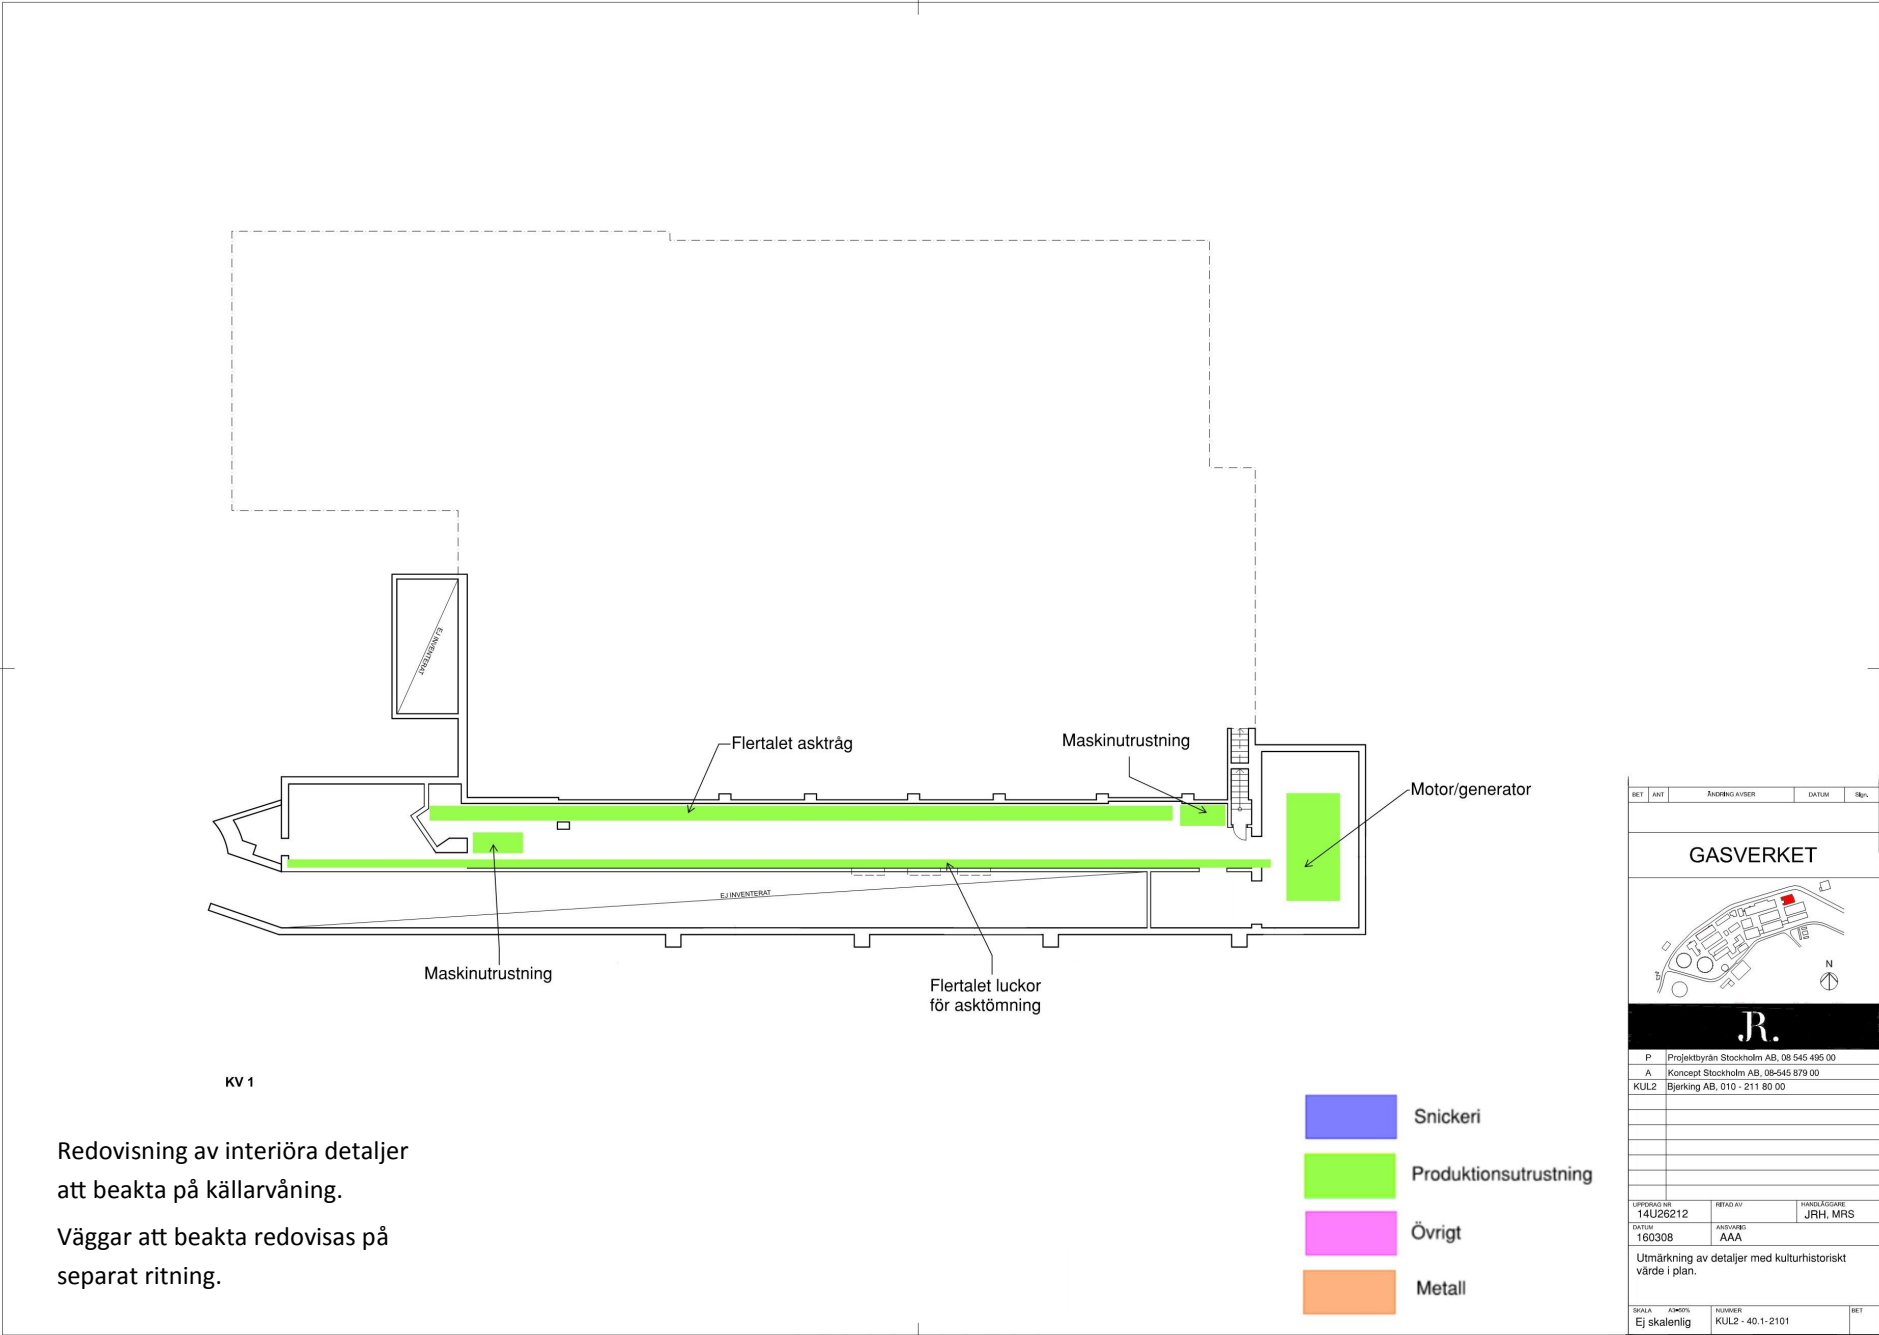 EJ INVENTERAT
Flertalet asktråg
Maskinutrustning
Motor/generator
EJ INVENTERAT
Maskinutrustning
Flertalet luckor
för asktömning
KV 1
Redovisning av interiöra detaljer
att beakta på källarvåning.
Väggar att beakta redovisas på
separat ritning.
Snickeri
Produktionsutrustning
Övrigt
Metall
BET ANT ÄNDRING AVSER DATUM Sign.
GASVERKET
N
JR.
P Projektbyrån Stockholm AB, 08 545 495 00
A Koncept Stockholm AB, 08-545 879 00
KUL2 Bjerking AB, 010 - 211 80 00
UPPDRAG NR RITAD AV HANDLÄGGARE
14U26212 JRH, MRS
DATUM ANSVARIG
160308 AAA
Utmärkning av detaljer med kulturhistoriskt
värde i plan.
SKALA A3=50% NUMMER BET
Ej skalenlig KUL2 - 40.1-2101